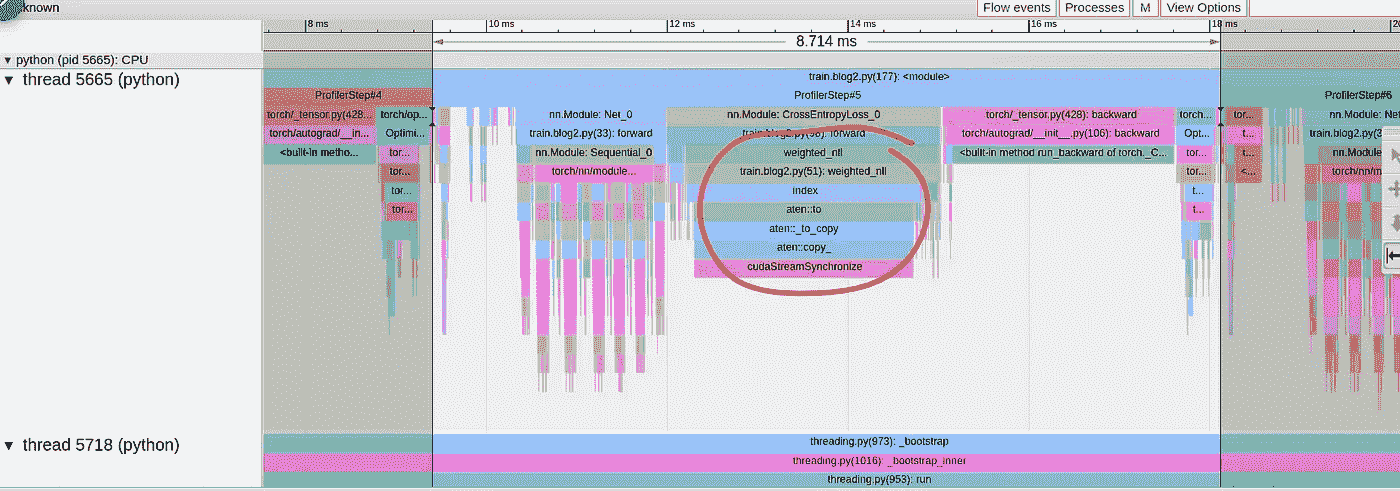 known Flow events Processes M View Options
8 ms 10 ms 12 ms 14 ms 16 ms 18 ms
8.714 ms
python (pid 5665): CPU
thread 5665 (python) train.blog2.py(177): <module>
ProfilerStep#4 ProfilerStep#5 ProfilerStep#6
torch/_tensor.py(428... torch/op... nn.Module: Net_0 nn.Module: CrossEntropyLoss_0 torch/_tensor.py(428): backward torch... tor... nn.Module: Net
torch/autograd/__in... Optimi... train.blog2.py(33): forward train.blog2.py(58): forward torch/autograd/__init__.py(106): backward Opt... t... train.blog2.py(3
<built-in metho... tor... nn.Module: Sequential_0 weighted_nll <built-in method run_backward of torch._C... tor... t... nn.Module
tor... torch/nn/module... train.blog2.py(51): weighted_nll tor... <... torch/nn/m
tor... index t...
tor... aten::to t...
aten::_to_copy
aten::copy_
cudaStreamSynchronize
thread 5718 (python) threading.py(973): _bootstrap
threading.py(1016): _bootstrap_inner
threading.py(953): run